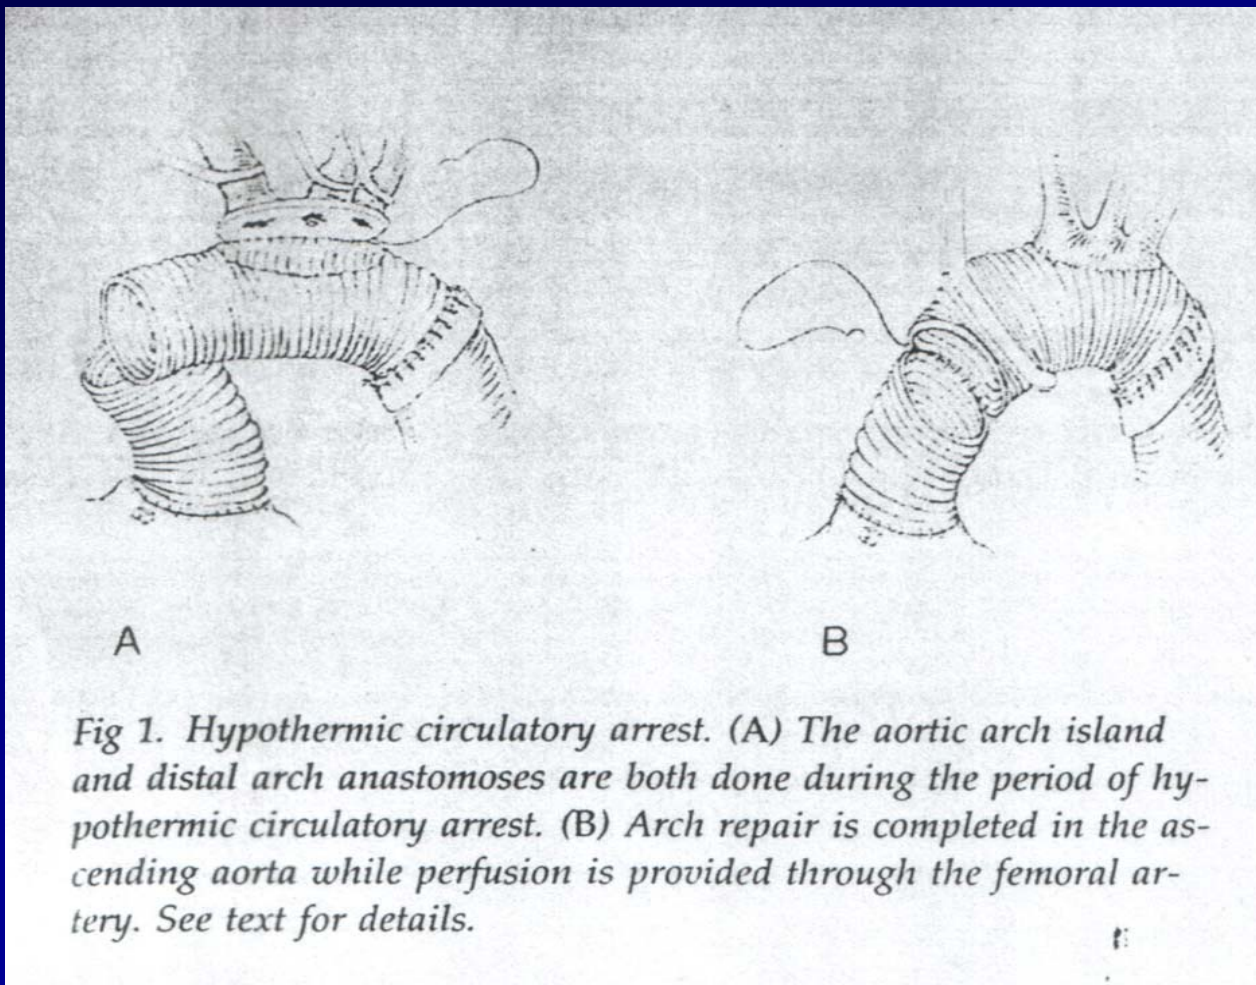 A B
Fig 1. Hypothermic circulatory arrest. (A) The aortic arch island
and distal arch anastomoses are both done during the period of hy-
pothermic circulatory arrest. (B) Arch repair is completed in the as-
cending aorta while perfusion is provided through the femoral ar-
tery. See text for details.